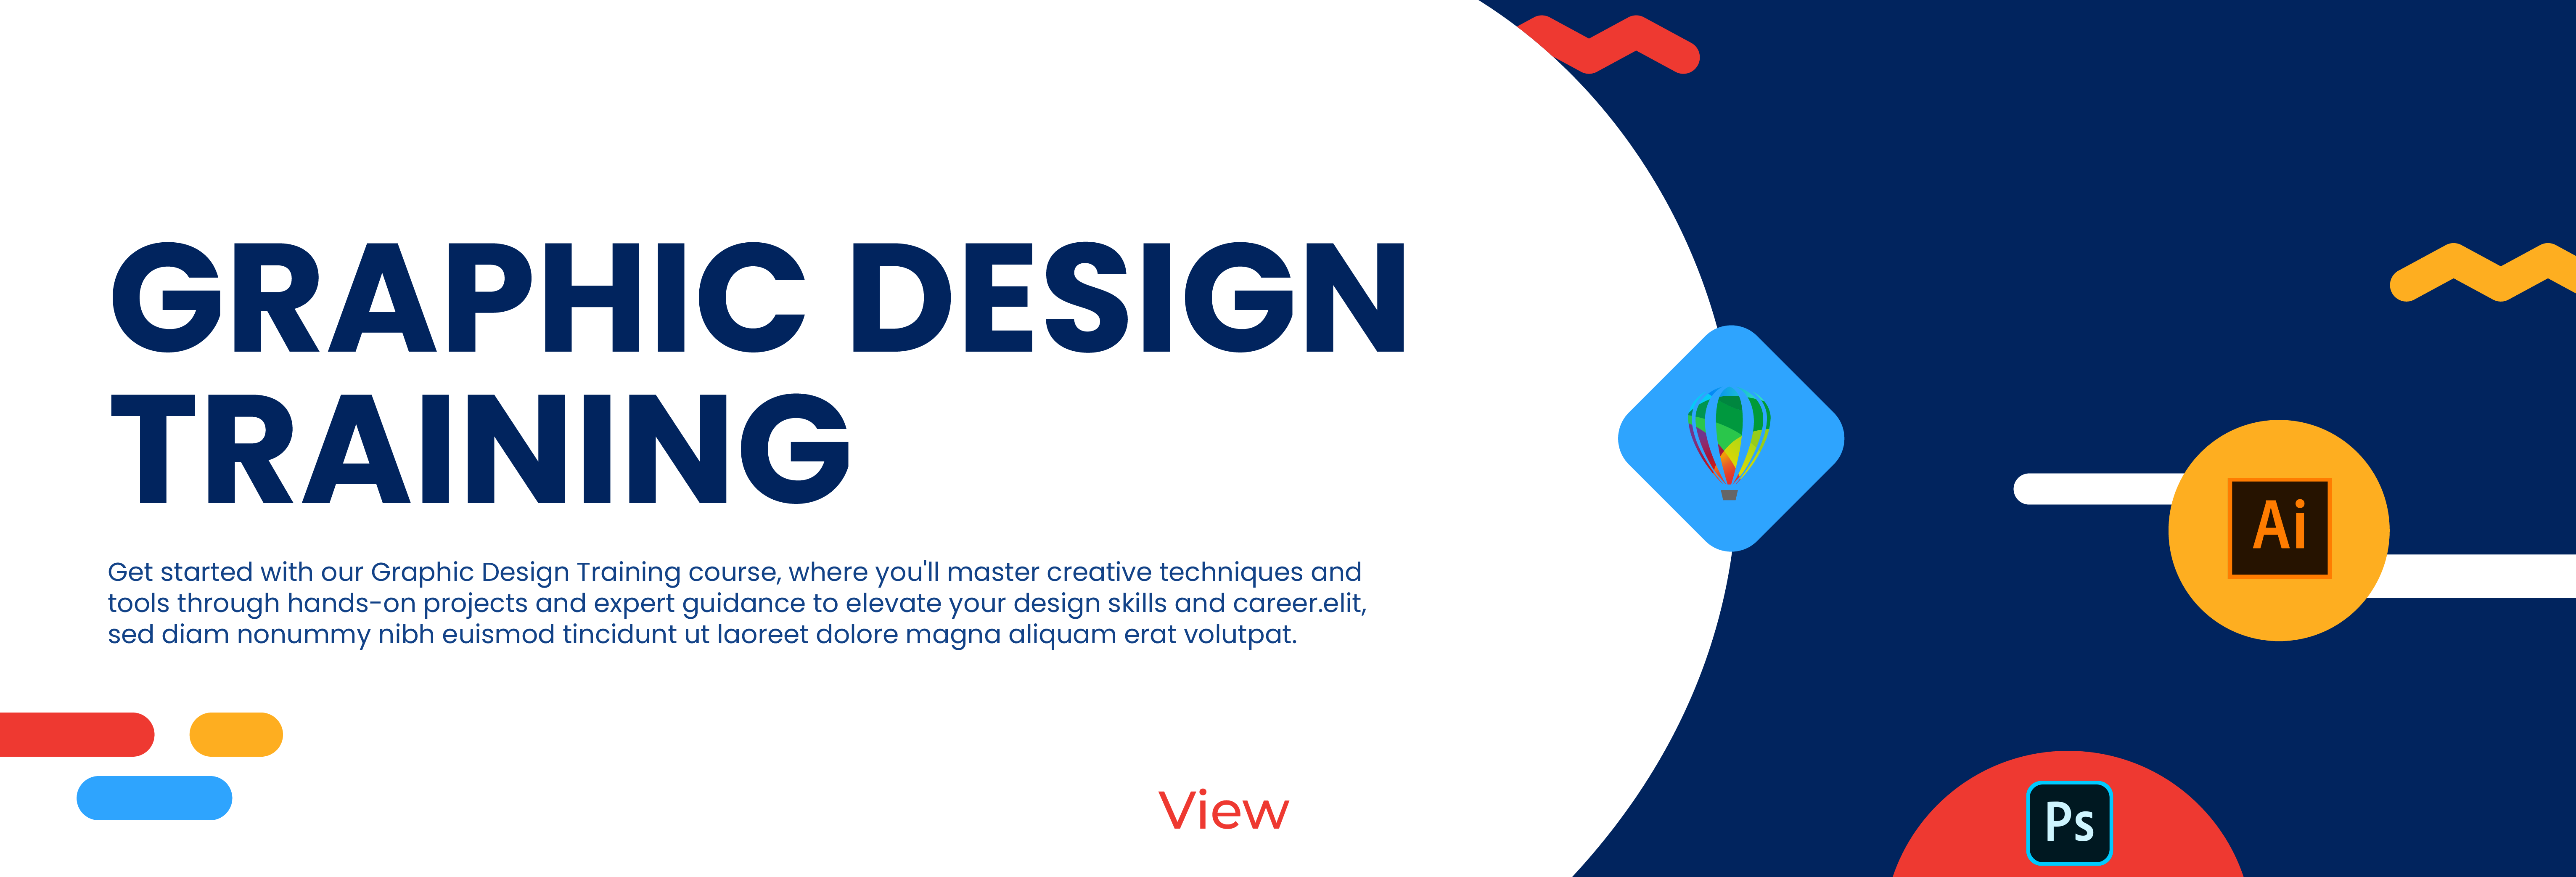 GRAPHIC DESIGN
TRAINING
Get started with our Graphic Design Training course, where you'll master creative techniques and
tools through hands-on projects and expert guidance to elevate your design skills and career.elit,
sed diam nonummy nibh euismod tincidunt ut laoreet dolore magna aliquam erat volutpat.
Ai
View
Ps